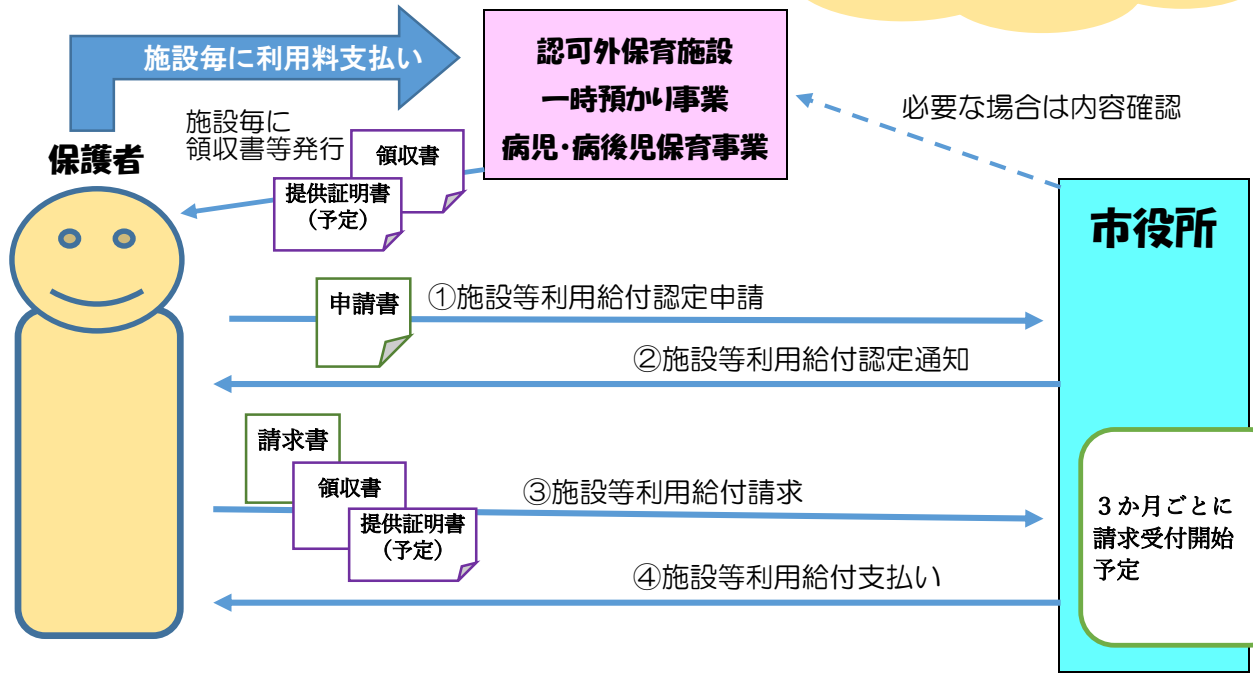 施設毎に利用料支払い
認可外保育施設
一時預かり事業
病児・病後児保育事業
必要な場合は内容確認
施設毎に
領収書等発行
領収書
提供証明書
(予定)
保護者
市役所
申請書
①施設等利用給付認定申請
②施設等利用給付認定通知
請求書
領収書
提供証明書
(予定)
③施設等利用給付請求
3か月ごとに
請求受付開始
予定
④施設等利用給付支払い